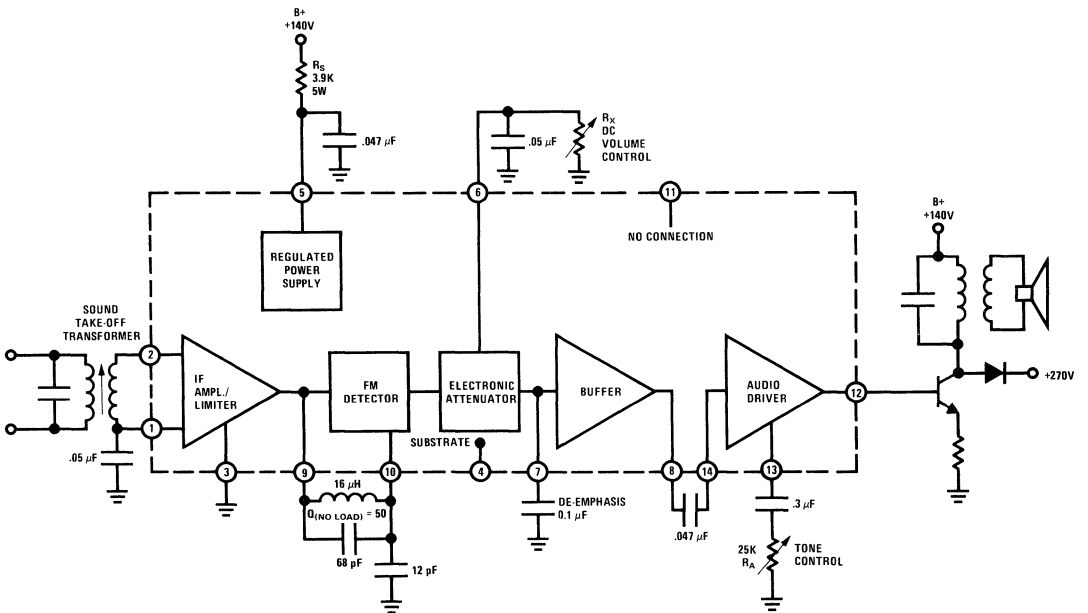 B+
+140V
RS
3.9K
5W
.047 µF
.05 µF
RX
DC
VOLUME
CONTROL
5
6
11
NO CONNECTION
REGULATED
POWER
SUPPLY
B+
+140V
SOUND
TAKE-OFF
TRANSFORMER
2
1
IF
AMPL./
LIMITER
FM
DETECTOR
ELECTRONIC
ATTENUATOR
BUFFER
AUDIO
DRIVER
12
+270V
SUBSTRATE
.05 µF
3
9
10
4
7
8
14
13
16 µH
Q(NO LOAD) = 50
68 pF
12 pF
DE-EMPHASIS
0.1 µF
.047 µF
.3 µF
25K
RA
TONE
CONTROL